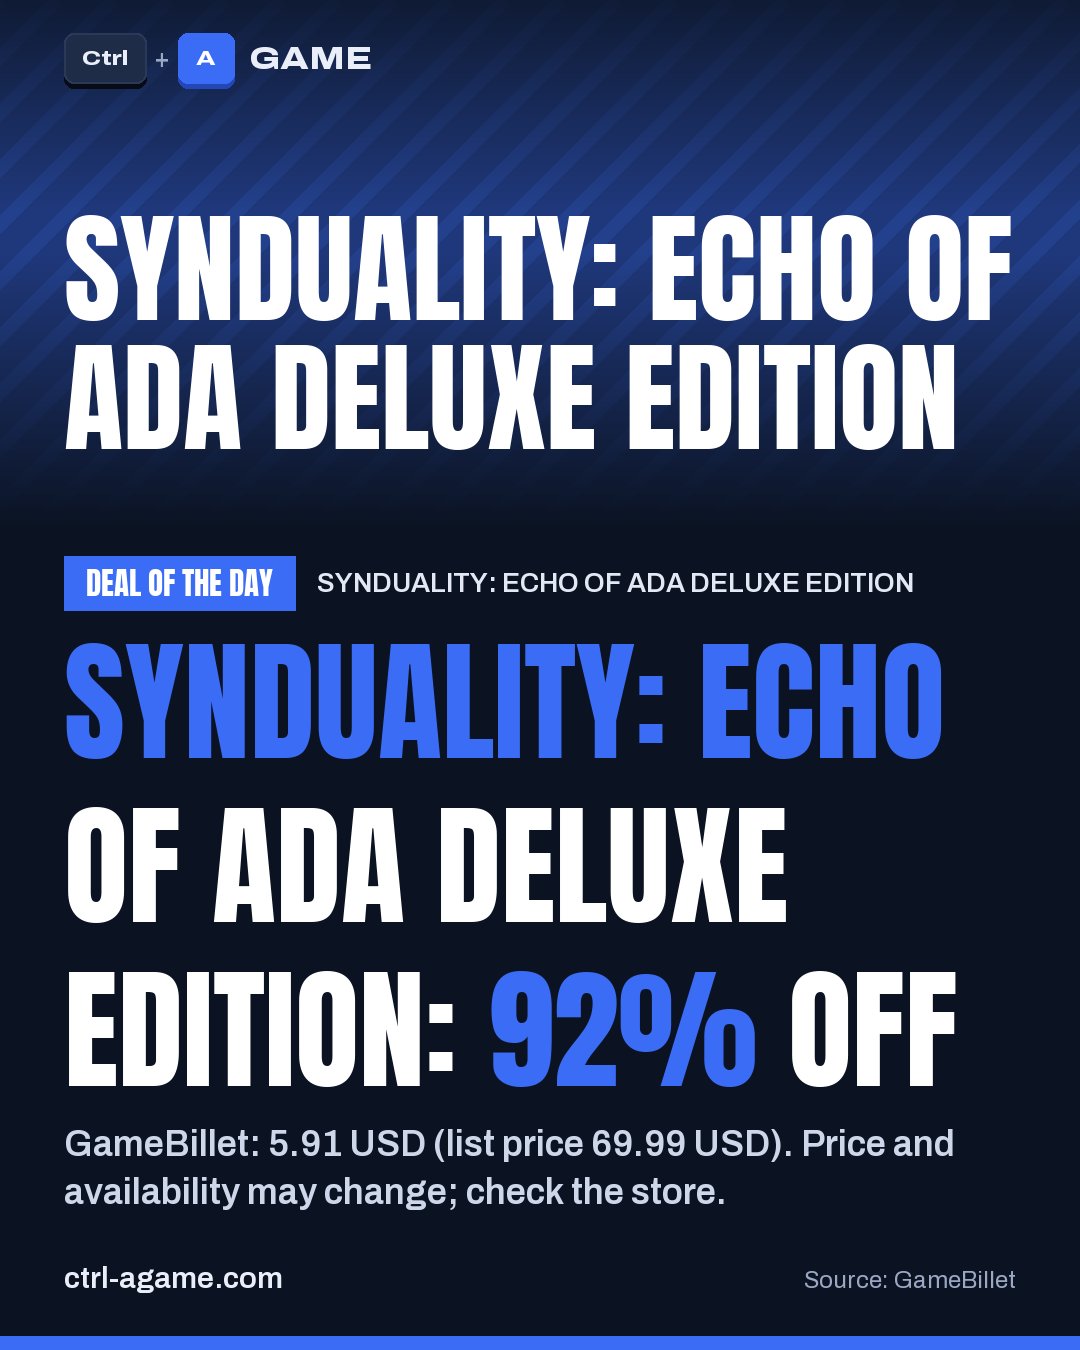 Ctrl + A GAME
SYNDUALITY: ECHO OF
ADA DELUXE EDITION
DEAL OF THE DAY SYNDUALITY: ECHO OF ADA DELUXE EDITION
SYNDUALITY: ECHO
OF ADA DELUXE
EDITION: 92% OFF
GameBillet: 5.91 USD (list price 69.99 USD). Price and
availability may change; check the store.
ctrl-agame.com Source: GameBillet